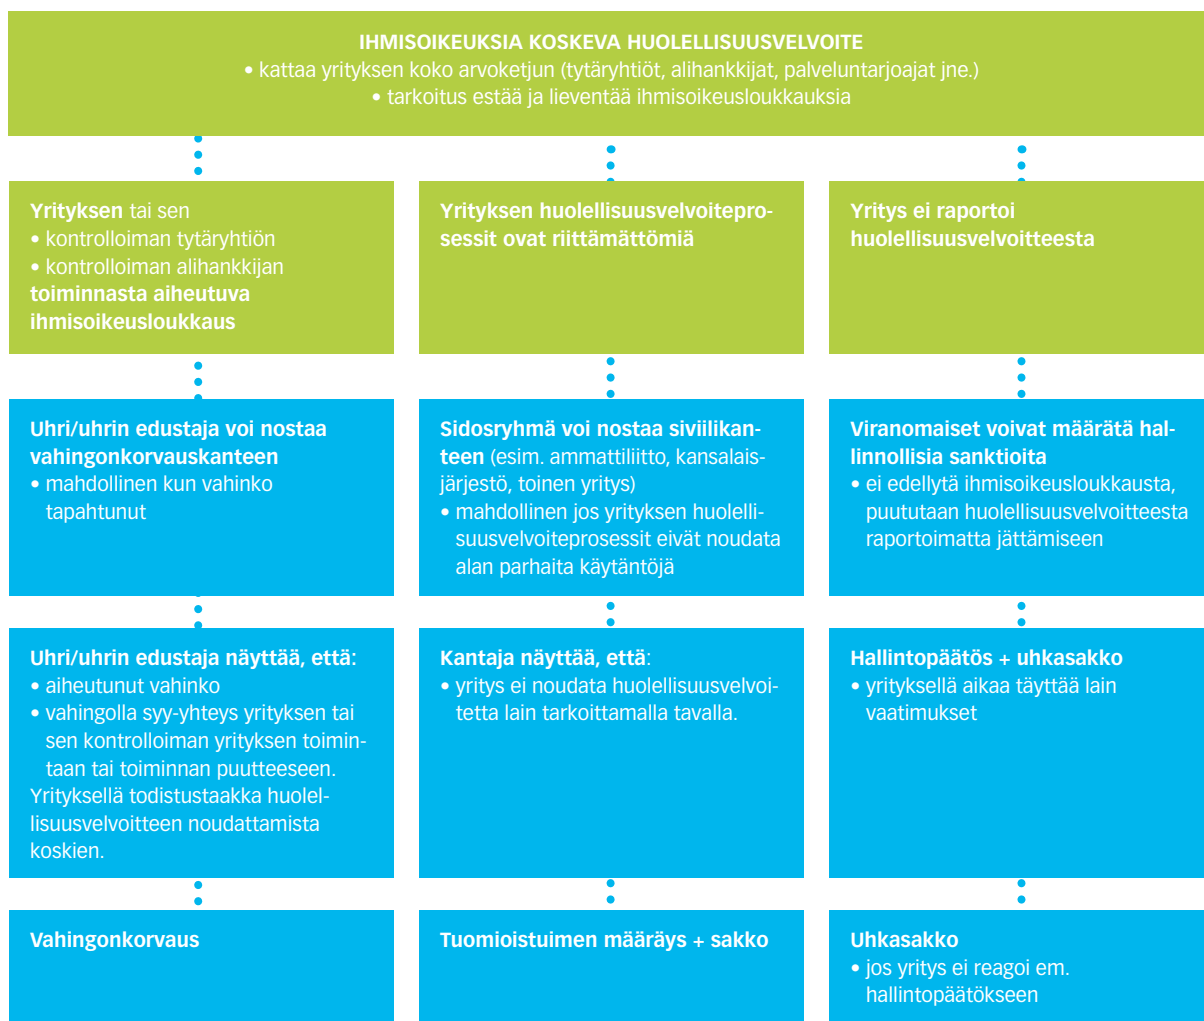 IHMISOIKEUKSIA KOSKEVA HUOLELLISUUSVELVOITE
• kattaa yrityksen koko arvoketjun (tytäryhtiöt, alihankkijat, palveluntarjoajat jne.)
• tarkoitus estää ja lieventää ihmisoikeusloukkauksia
Yrityksen tai sen
• kontrolloiman tytäryhtiön
• kontrolloiman alihankkijan
toiminnasta aiheutuva
ihmisoikeusloukkaus
Uhri/uhrin edustaja voi nostaa
vahingonkorvauskanteen
• mahdollinen kun vahinko
tapahtunut
Uhri/uhrin edustaja näyttää, että:
• aiheutunut vahinko
• vahingolla syy-yhteys yrityksen tai
sen kontrolloiman yrityksen toimin-
taan tai toiminnan puutteeseen.
Yrityksellä todistustaakka huolel-
lisuusvelvoitteen noudattamista
koskien.
Vahingonkorvaus
Yrityksen huolellisuusvelvoitepro-
sessit ovat riittämättömiä
Sidosryhmä voi nostaa siviilikan-
teen (esim. ammattiliitto, kansalais-
järjestö, toinen yritys)
• mahdollinen jos yrityksen huolelli-
suusvelvoiteprosessit eivät noudata
alan parhaita käytäntöjä
Kantaja näyttää, että:
• yritys ei noudata huolellisuusvelvoi-
tetta lain tarkoittamalla tavalla.
Tuomioistuimen määräys + sakko
Yritys ei raportoi
huolellisuusvelvoitteesta
Viranomaiset voivat määrätä hal-
linnollisia sanktioita
• ei edellytä ihmisoikeusloukkausta,
puututaan huolellisuusvelvoitteesta
raportoimatta jättämiseen
Hallintopäätös + uhkasakko
• yrityksellä aikaa täyttää lain
vaatimukset
Uhkasakko
• jos yritys ei reagoi em.
hallintopäätökseen